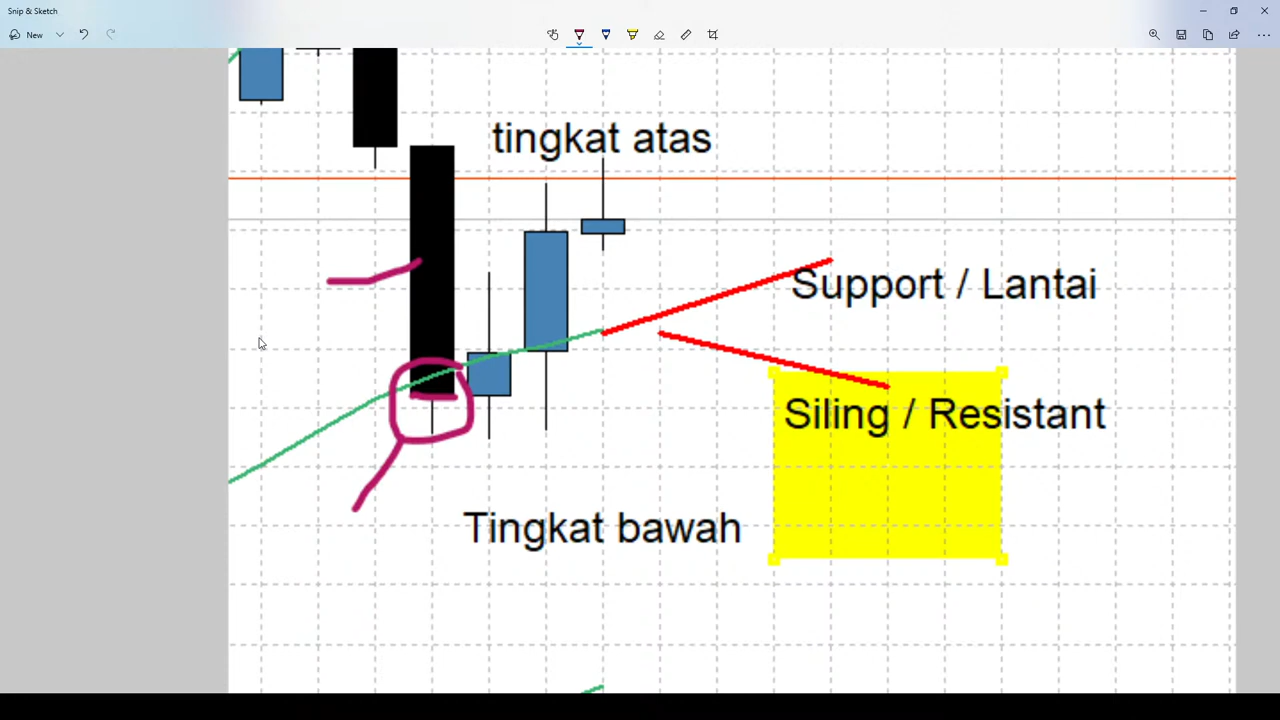 Snip & Sketch
New
tingkat atas
Support / Lantai
Siling / Resistant
Tingkat bawah